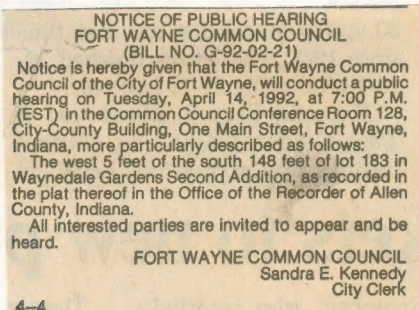 NOTICE OF PUBLIC HEARING
FORT WAYNE COMMON COUNCIL
(BILL NO. G-92-02-21)
Notice is hereby given that the Fort Wayne Common
Council of the City of Fort Wayne, will conduct a public
hearing on Tuesday, April 14, 1992, at 7:00 P.M.
(EST) in the Common Council Conference Room 128,
City-County Building, One Main Street, Fort Wayne,
Indiana, more particularly described as follows:
The west 5 feet of the south 148 feet of lot 183 in
Waynedale Gardens Second Addition, as recorded in
the plat thereof in the Office of the Recorder of Allen
County, Indiana.
All interested parties are invited to appear and be
heard.
FORT WAYNE COMMON COUNCIL
Sandra E. Kennedy
City Clerk
4-4